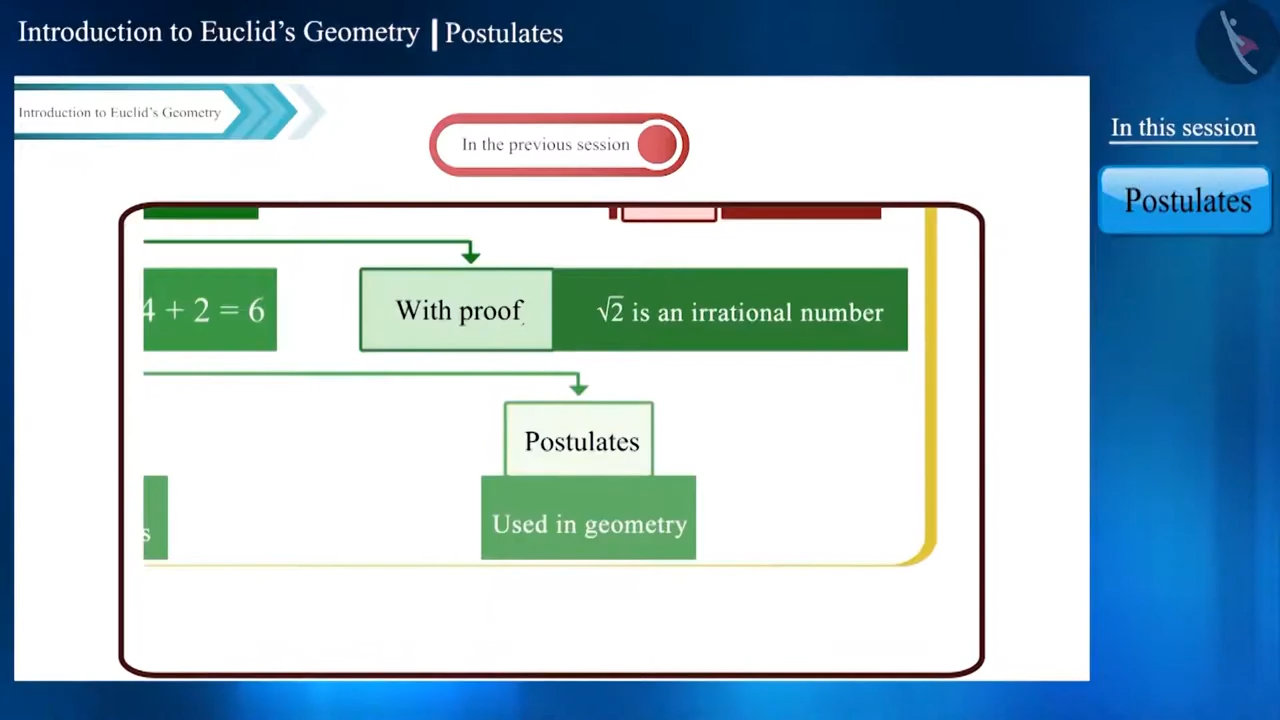 Introduction to Euclid's Geometry | Postulates
Introduction to Euclid's Geometry
In the previous session
In this session
Postulates
4 + 2 = 6
With proof
√2 is an irrational number
Postulates
s
Used in geometry